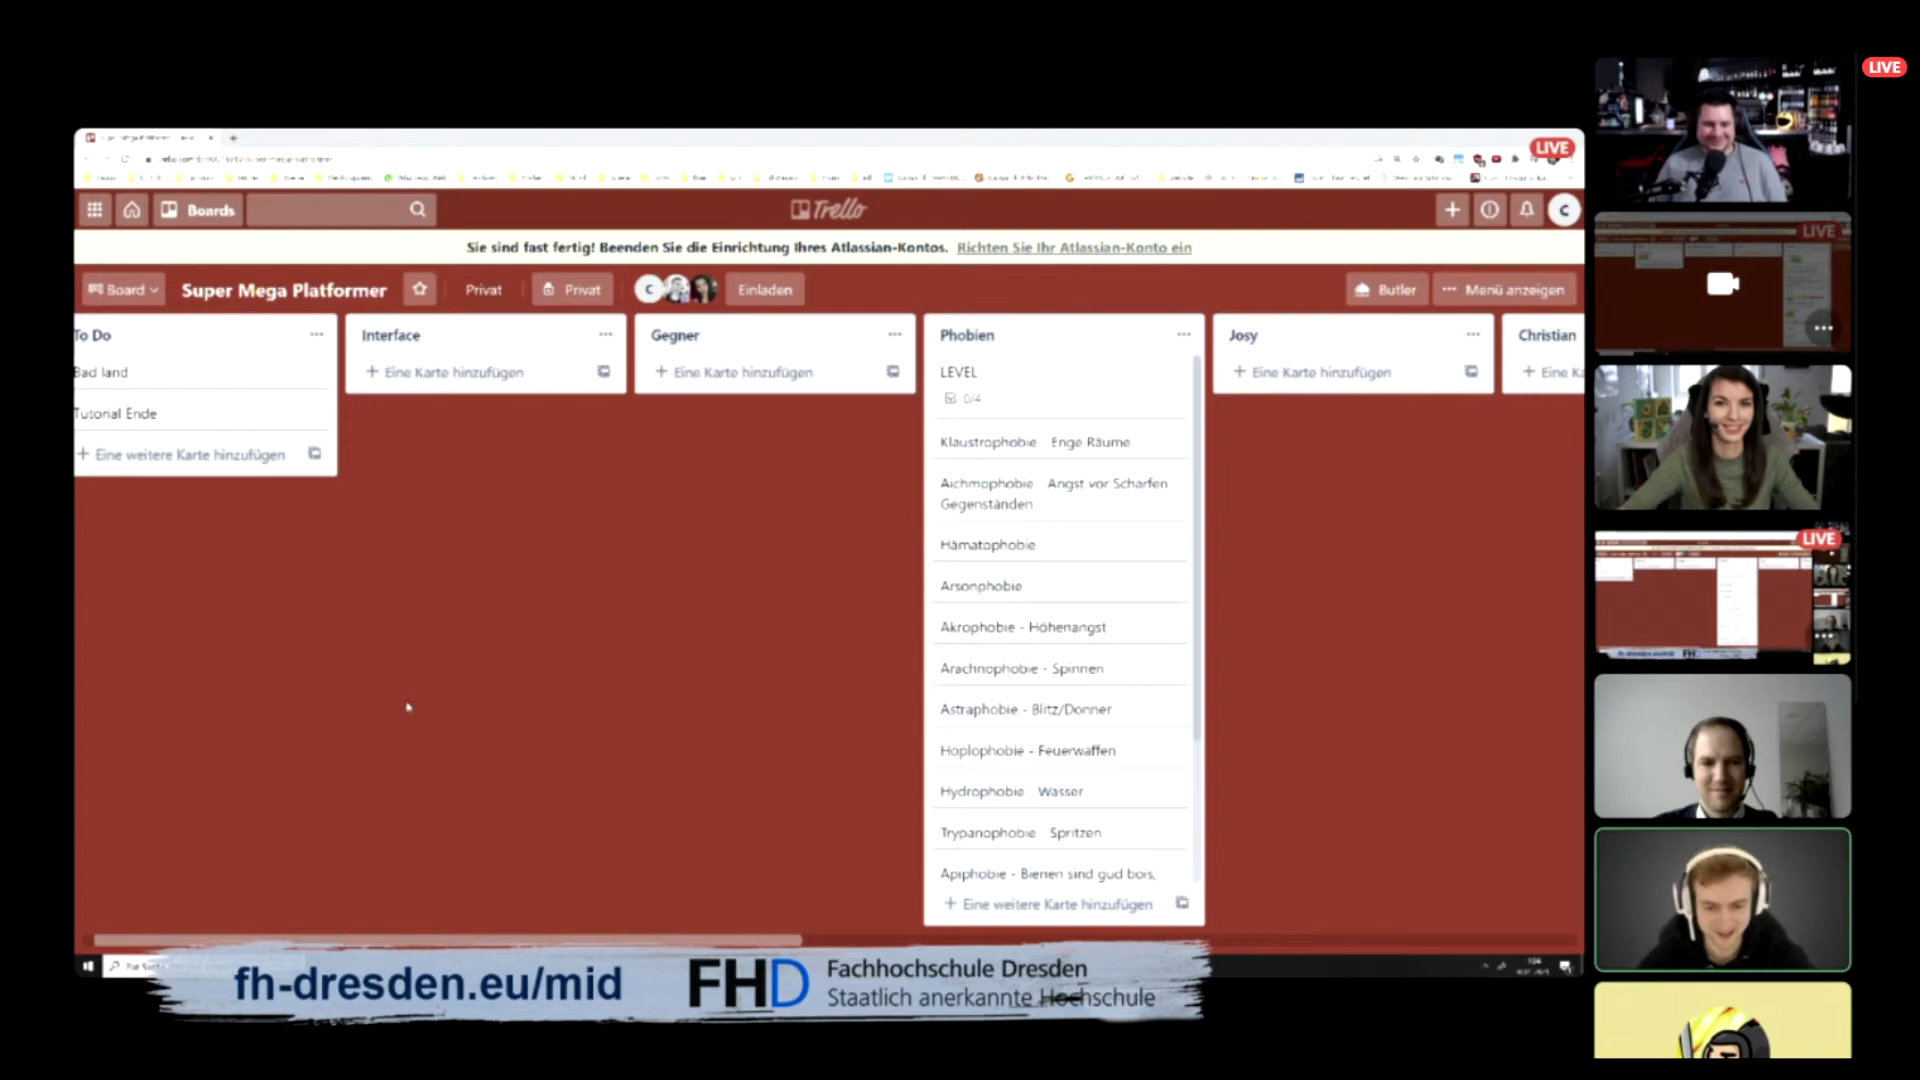 LIVE
LIVE
Boards
Trello
C
Sie sind fast fertig! Beenden Sie die Einrichtung Ihres Atlassian-Kontos. Richten Sie Ihr Atlassian-Konto ein
Board
Super Mega Platformer
Privat
Privat
C
Einladen
Butler
Menü anzeigen
To Do
Bad land
Tutorial Ende
+ Eine weitere Karte hinzufügen
Interface
+ Eine Karte hinzufügen
Gegner
+ Eine Karte hinzufügen
Phobien
LEVEL
0/4
Klaustrophobie Enge Räume
Aichmophobie Angst vor Scharfen
Gegenständen
Hämatophobie
Arsonphobie
Akrophobie - Höhenangst
Arachnophobie - Spinnen
Astraphobie - Blitz/Donner
Hoplophobie - Feuerwaffen
Hydrophobie Wasser
Trypanophobie Spritzen
Apiphobie - Bienen sind gud bois,
+ Eine weitere Karte hinzufügen
Josy
+ Eine Karte hinzufügen
Christian
+ Eine Ka
LIVE
LIVE
fh-dresden.eu/mid
FHD
Fachhochschule Dresden
Staatlich anerkannte Hochschule